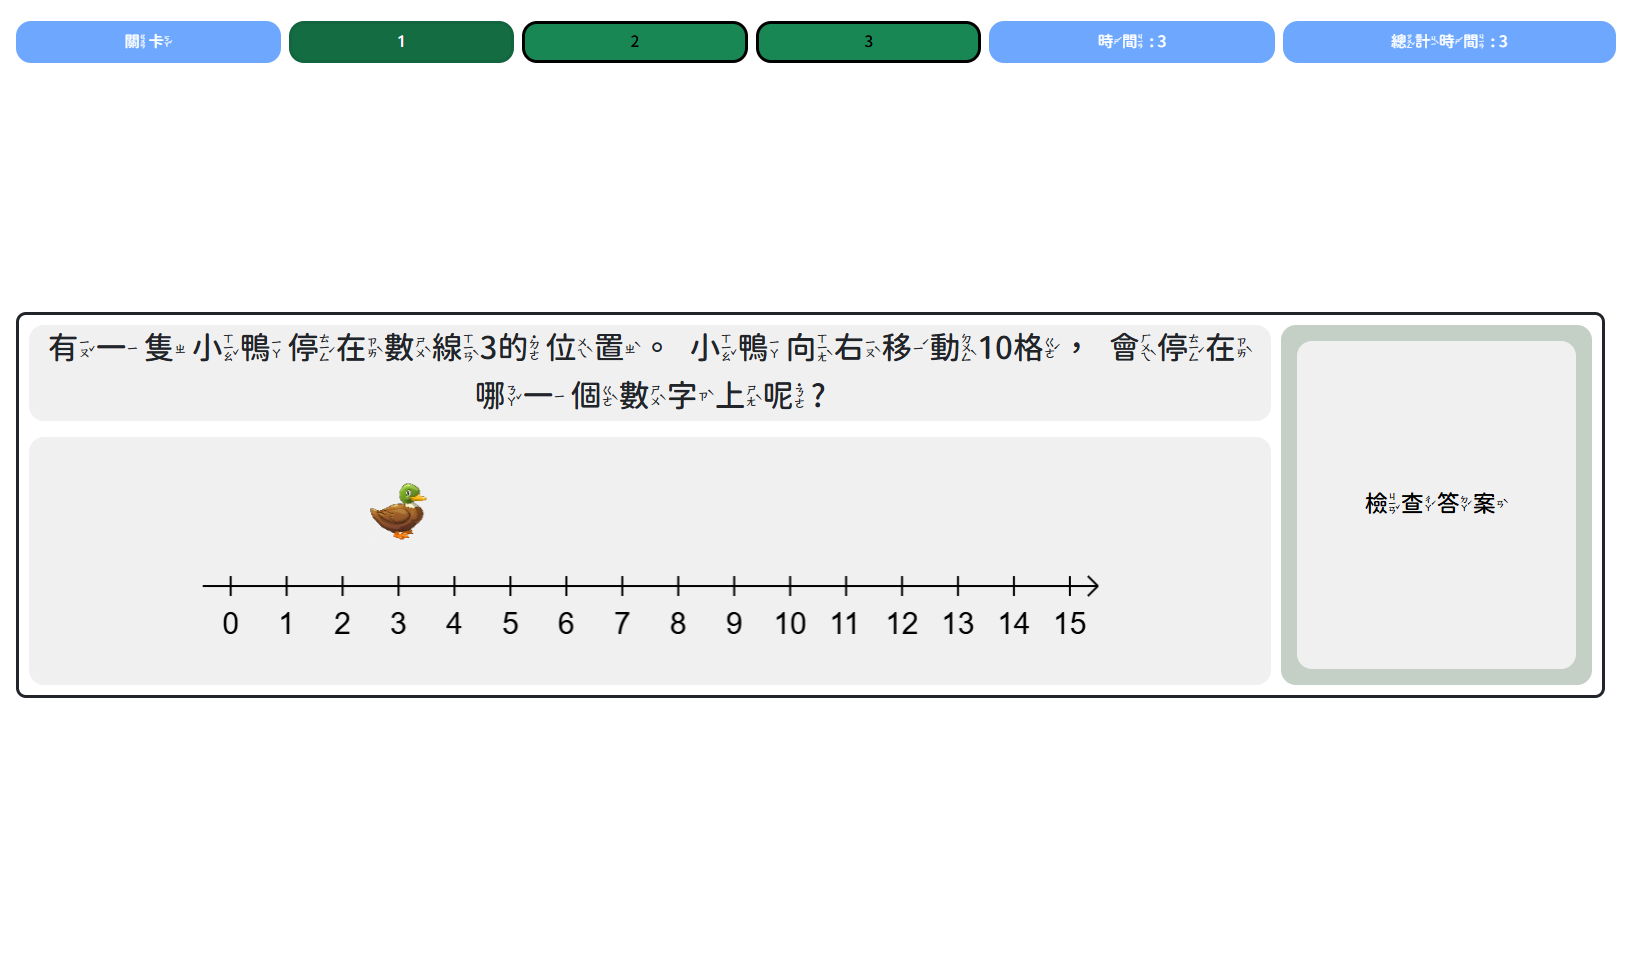 關卡 1 2 3 時間 : 3 總計時間 : 3
有一隻小鴨停在數線3的位置。 小鴨向右移動10格， 會停在
哪一個數字上呢?
檢查答案
0 1 2 3 4 5 6 7 8 9 10 11 12 13 14 15